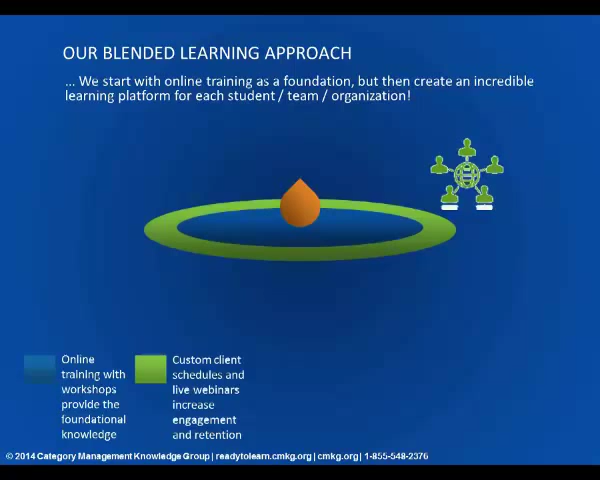 OUR BLENDED LEARNING APPROACH
... We start with online training as a foundation, but then create an incredible
learning platform for each student / team / organization!
Online
training with
workshops
provide the
foundational
knowledge
Custom client
schedules and
live webinars
increase
engagement
and retention
© 2014 Category Management Knowledge Group | readytolearn.cmkg.org | cmkg.org | 1-855-548-2376